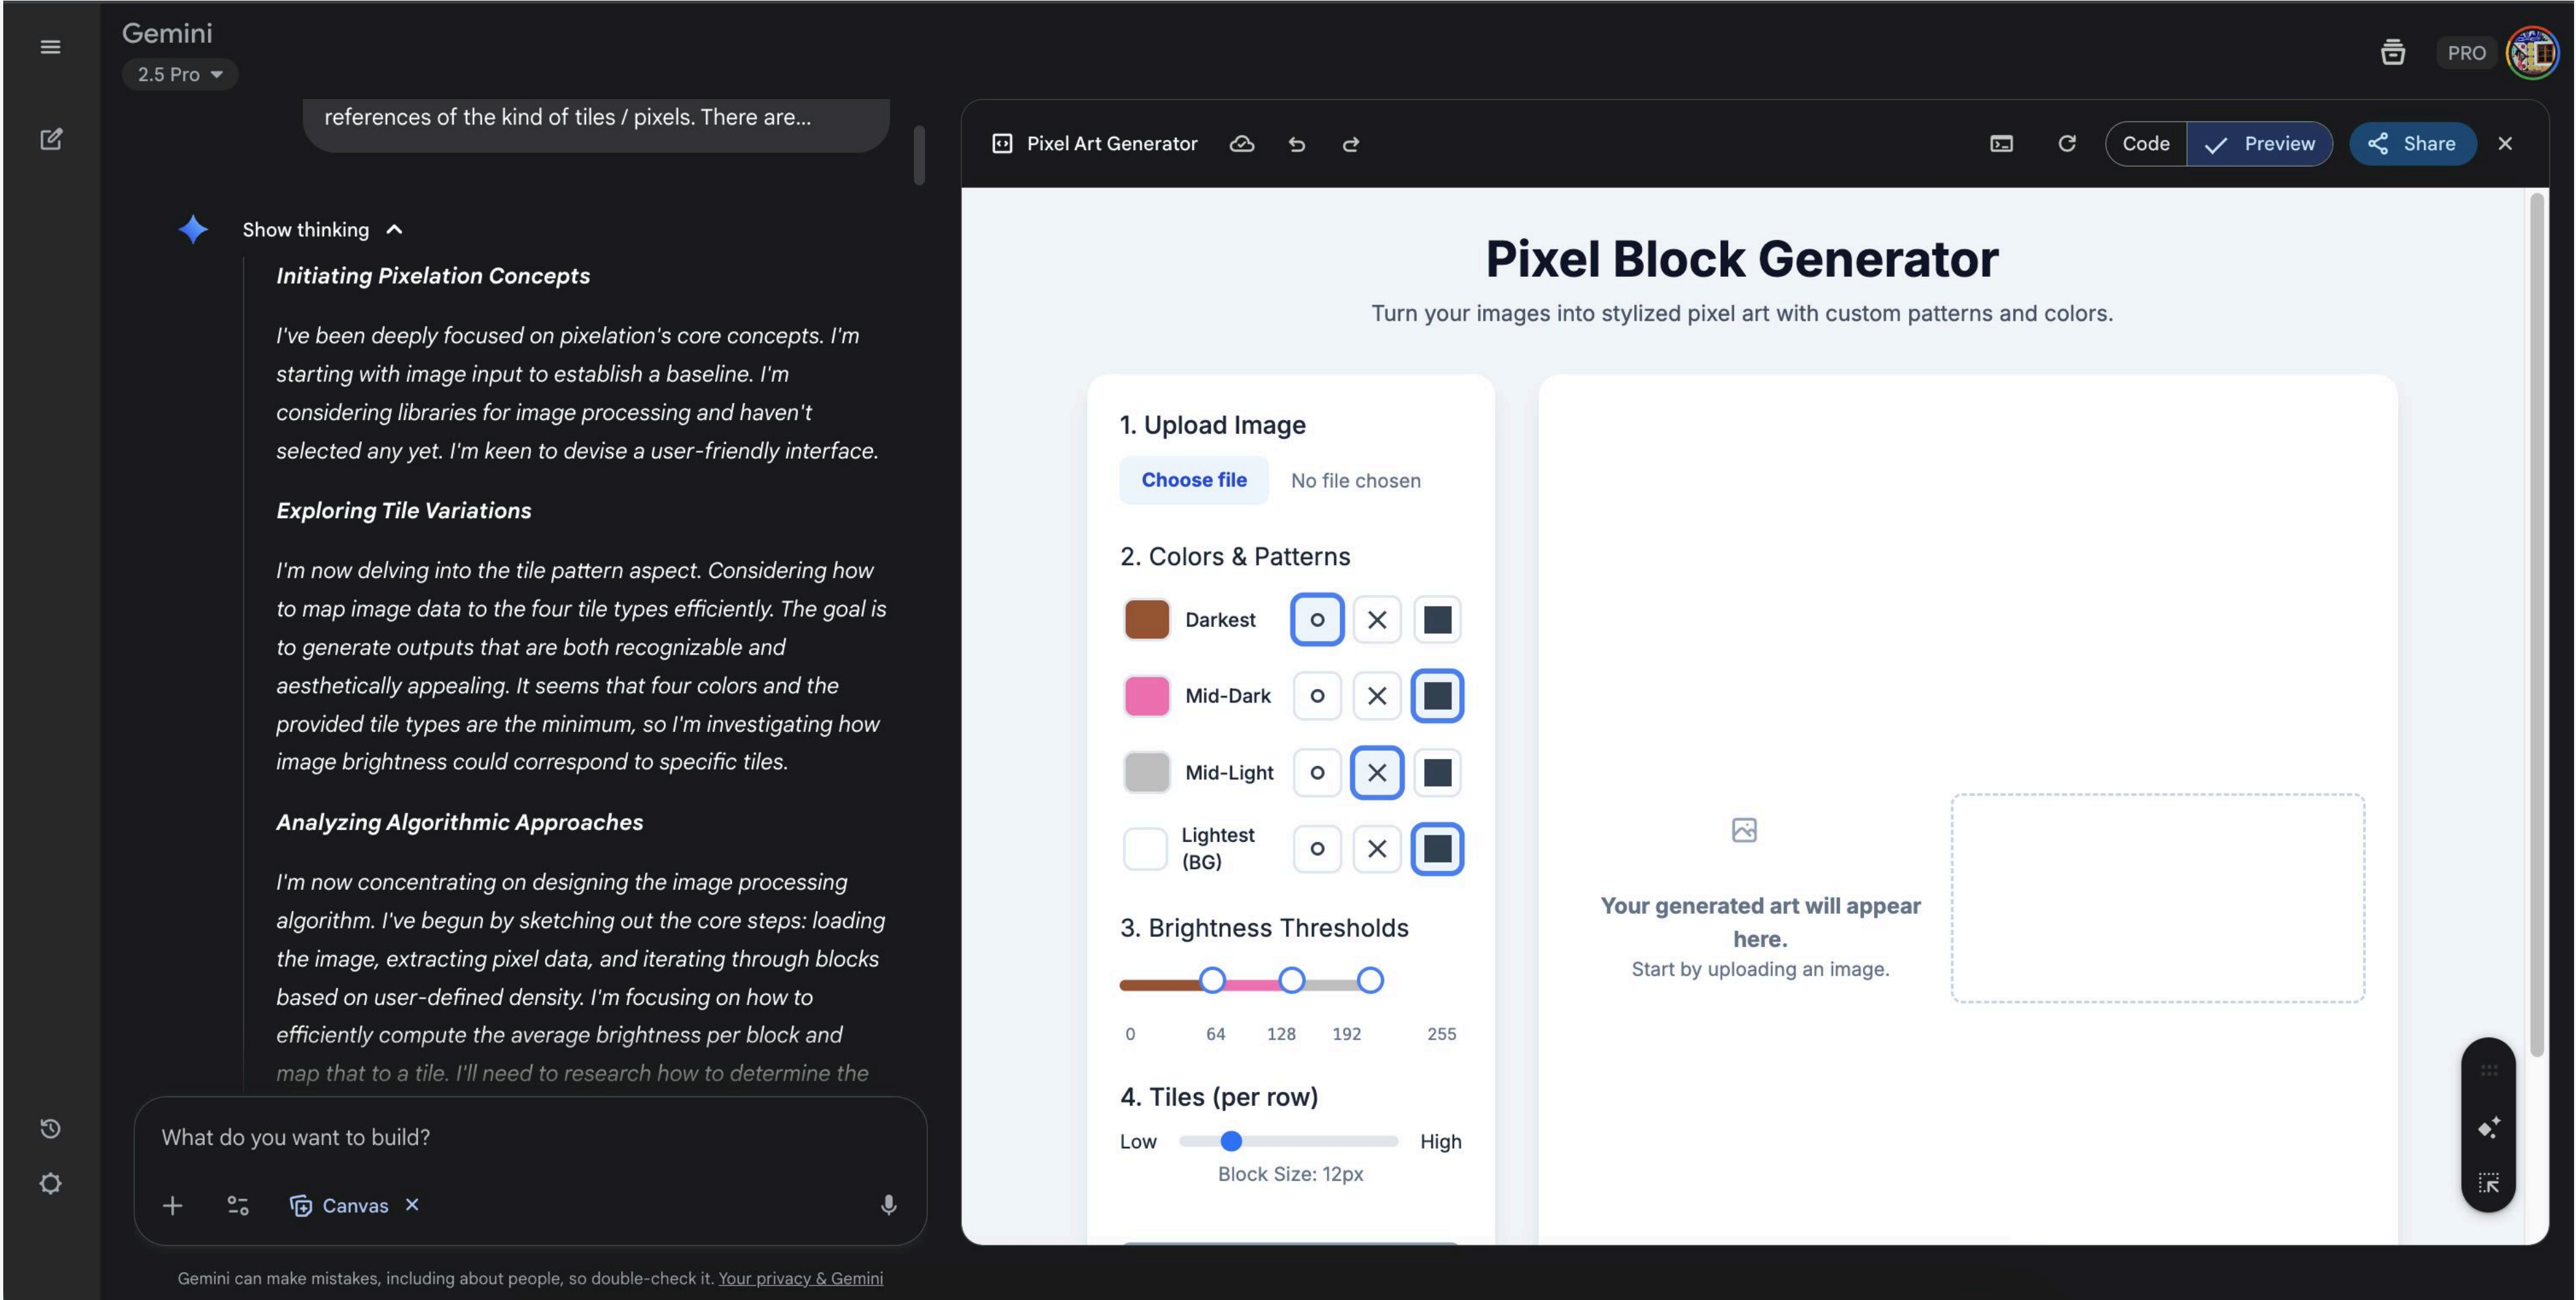 Gemini
2.5 Pro
PRO
references of the kind of tiles / pixels. There are...
Show thinking
Initiating Pixelation Concepts
I've been deeply focused on pixelation's core concepts. I'm
starting with image input to establish a baseline. I'm
considering libraries for image processing and haven't
selected any yet. I'm keen to devise a user-friendly interface.
Exploring Tile Variations
I'm now delving into the tile pattern aspect. Considering how
to map image data to the four tile types efficiently. The goal is
to generate outputs that are both recognizable and
aesthetically appealing. It seems that four colors and the
provided tile types are the minimum, so I'm investigating how
image brightness could correspond to specific tiles.
Analyzing Algorithmic Approaches
I'm now concentrating on designing the image processing
algorithm. I've begun by sketching out the core steps: loading
the image, extracting pixel data, and iterating through blocks
based on user-defined density. I'm focusing on how to
efficiently compute the average brightness per block and
map that to a tile. I'll need to research how to determine the
What do you want to build?
Canvas
Gemini can make mistakes, including about people, so double-check it. Your privacy & Gemini
Pixel Art Generator
Code
Preview
Share
Pixel Block Generator
Turn your images into stylized pixel art with custom patterns and colors.
1. Upload Image
Choose file No file chosen
2. Colors & Patterns
Darkest
Mid-Dark
Mid-Light
Lightest
(BG)
3. Brightness Thresholds
0 64 128 192 255
4. Tiles (per row)
Low High
Block Size: 12px
Your generated art will appear
here.
Start by uploading an image.